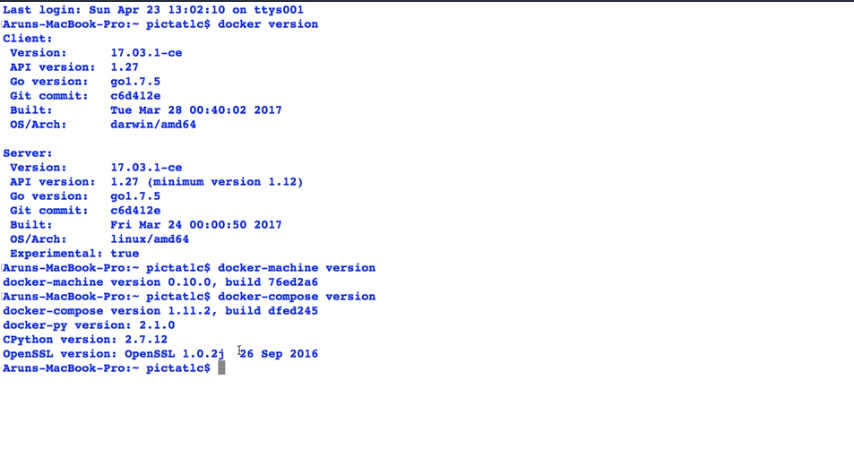 Last login: Sun Apr 23 13:02:10 on ttys001
Aruns-MacBook-Pro:~ pictatlc$ docker version
Client:
 Version:      17.03.1-ce
 API version:  1.27
 Go version:   go1.7.5
 Git commit:   c6d412e
 Built:        Tue Mar 28 00:40:02 2017
 OS/Arch:      darwin/amd64

Server:
 Version:      17.03.1-ce
 API version:  1.27 (minimum version 1.12)
 Go version:   go1.7.5
 Git commit:   c6d412e
 Built:        Fri Mar 24 00:00:50 2017
 OS/Arch:      linux/amd64
 Experimental: true
Aruns-MacBook-Pro:~ pictatlc$ docker-machine version
docker-machine version 0.10.0, build 76ed2a6
Aruns-MacBook-Pro:~ pictatlc$ docker-compose version
docker-compose version 1.11.2, build dfed245
docker-py version: 2.1.0
CPython version: 2.7.12
OpenSSL version: OpenSSL 1.0.2j  26 Sep 2016
Aruns-MacBook-Pro:~ pictatlc$